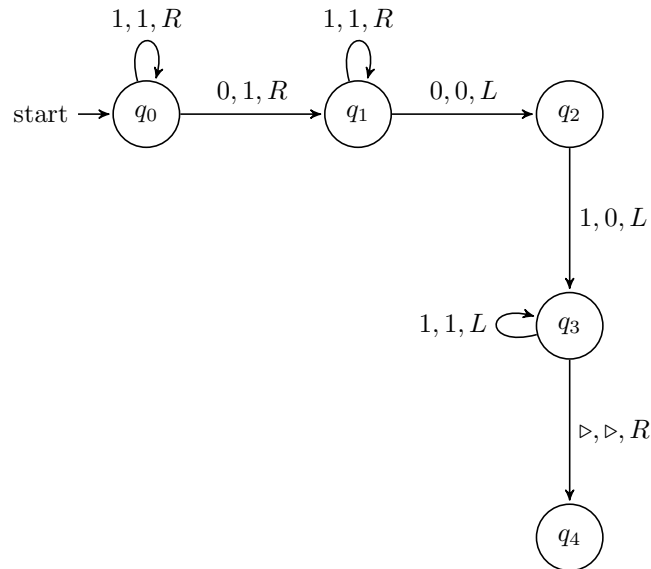 1, 1, R 1, 1, R
0, 1, R 0, 0, L
start q₀ q₁ q₂
1, 0, L
1, 1, L q₃
▷, ▷, R
q₄